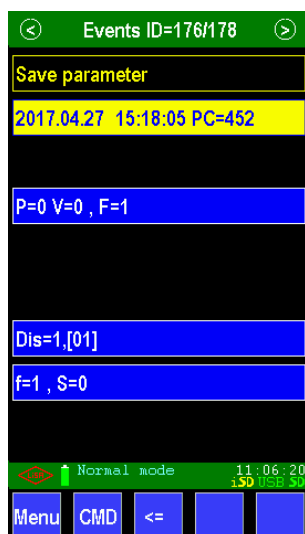 < Events ID=176/178 >
Save parameter
2017.04.27 15:18:05 PC=452
P=0 V=0 , F=1
Dis=1,[01]
f=1 , S=0
Normal mode 11:06:20
iSD USB SD
Menu CMD <=